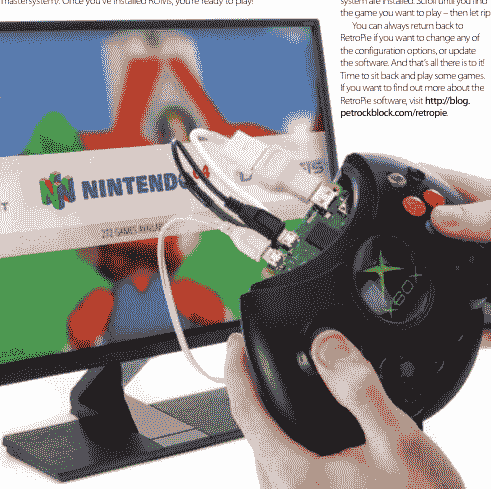 mastersystem/. Once you've installed ROMs, you're ready to play!
system are installed. Scroll until you find
the game you want to play – then let rip
You can always return back to
RetroPie if you want to change any of
the configuration options, or update
the software. And that's all there is to it!
Time to sit back and play some games.
If you want to find out more about the
RetroPie software, visit http://blog.
petrockblock.com/retropie.
NINTENDO 64
GAMES AVAILABLE
XBOX